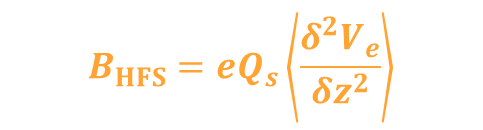 B_HFS = eQ_s ⟨δ²V_e / δz²⟩